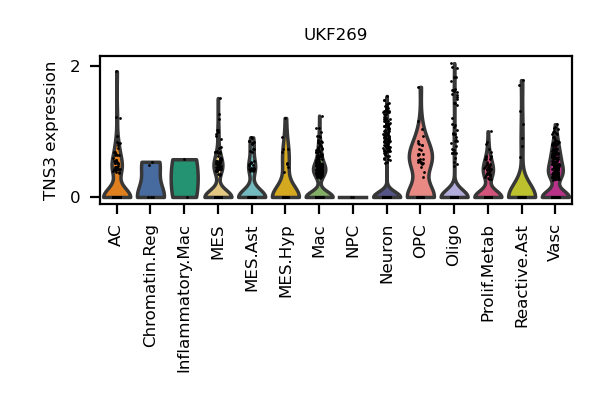 UKF269
TNS3 expression
2
0
AC
Chromatin.Reg
Inflammatory.Mac
MES
MES.Ast
MES.Hyp
Mac
NPC
Neuron
OPC
Oligo
Prolif.Metab
Reactive.Ast
Vasc